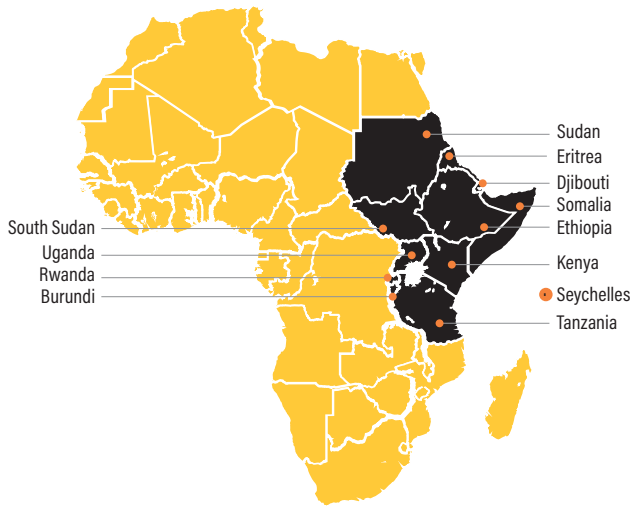 Sudan
Eritrea
Djibouti
Somalia
Ethiopia
Kenya
Seychelles
Tanzania
South Sudan
Uganda
Rwanda
Burundi